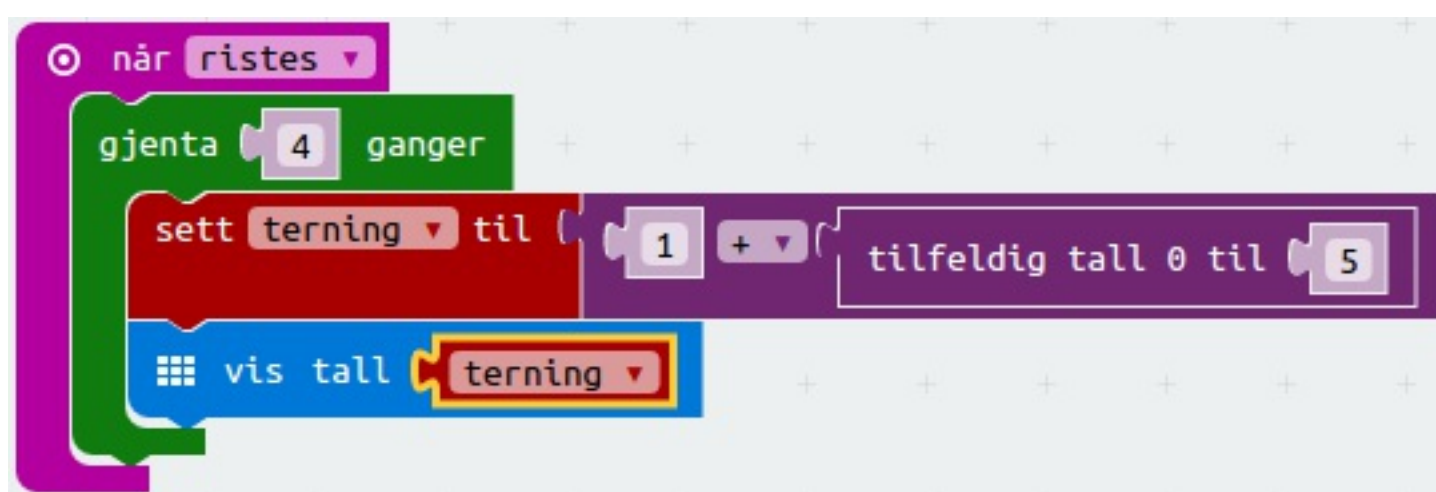 når ristes
gjenta 4 ganger
sett terning til 1 + tilfeldig tall 0 til 5
vis tall terning